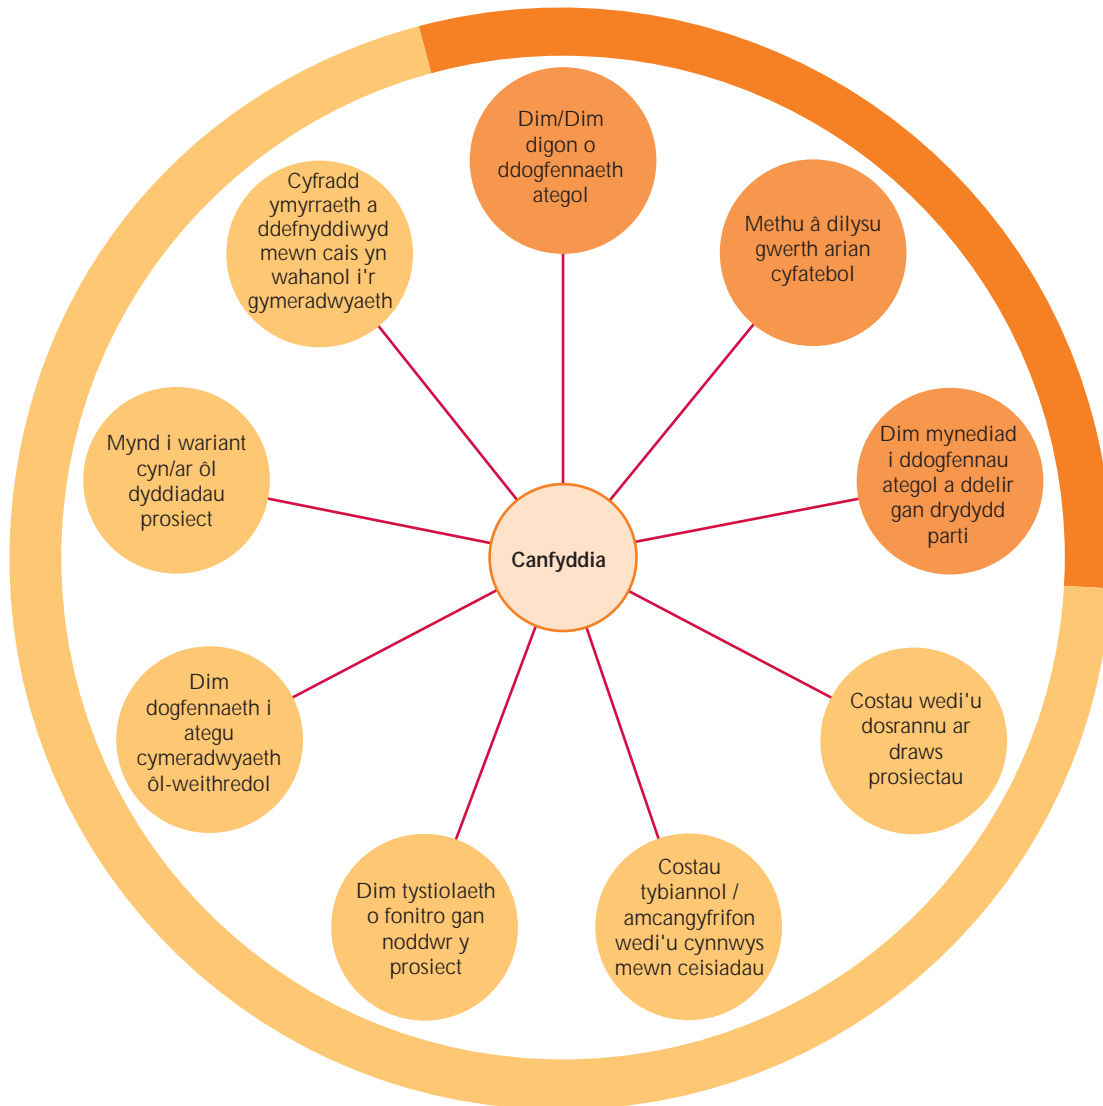 Dim/Dim
digon o
ddogfennaeth
ategol
Methu â dilysu
gwerth arian
cyfatebol
Dim mynediad
i ddogfennau
ategol a ddelir
gan drydydd
parti
Costau wedi'u
dosrannu ar
draws
prosiectau
Costau
tybiannol /
amcangyfrifon
wedi'u cynnwys
mewn ceisiadau
Dim tystiolaeth
o fonitro gan
noddwr y
prosiect
Dim
dogfennaeth i
ategu
cymeradwyaeth
ôl-weithredol
Mynd i wariant
cyn/ar ôl
dyddiadau
prosiect
Cyfradd
ymyrraeth a
ddefnyddiwyd
mewn cais yn
wahanol i'r
gymeradwyaeth
Canfyddia